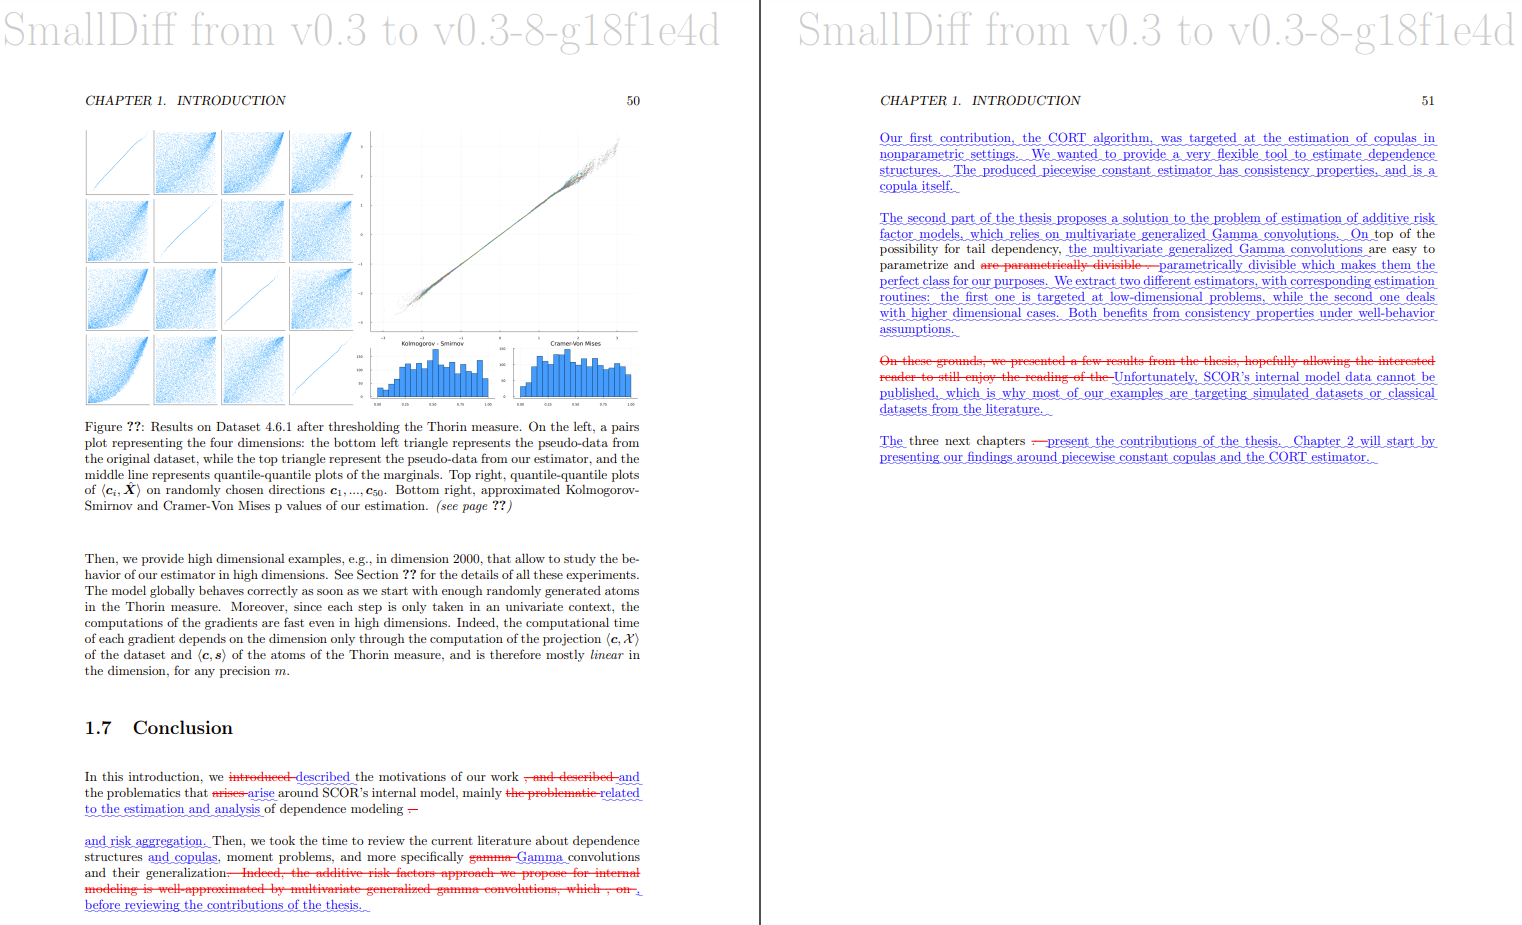 SmallDiff from v0.3 to v0.3-8-g18f1e4d
CHAPTER 1. INTRODUCTION 50
Kolmogorov - Smirnov
Cramer-Von Mises
Figure ??: Results on Dataset 4.6.1 after thresholding the Thorin measure. On the left, a pairs
plot representing the four dimensions: the bottom left triangle represents the pseudo-data from
the original dataset, while the top triangle represent the pseudo-data from our estimator, and the
middle line represents quantile-quantile plots of the marginals. Top right, quantile-quantile plots
of ⟨c_i, X̂⟩ on randomly chosen directions c_1, ..., c_50. Bottom right, approximated Kolmogorov-
Smirnov and Cramer-Von Mises p values of our estimation. (see page ??)
Then, we provide high dimensional examples, e.g., in dimension 2000, that allow to study the be-
havior of our estimator in high dimensions. See Section ?? for the details of all these experiments.
The model globally behaves correctly as soon as we start with enough randomly generated atoms
in the Thorin measure. Moreover, since each step is only taken in an univariate context, the
computations of the gradients are fast even in high dimensions. Indeed, the computational time
of each gradient depends on the dimension only through the computation of the projection ⟨c, X⟩
of the dataset and ⟨c, s⟩ of the atoms of the Thorin measure, and is therefore mostly linear in
the dimension, for any precision m.
1.7 Conclusion
In this introduction, we introduced described the motivations of our work , and described and
the problematics that arises arise around SCOR's internal model, mainly the problematic related
to the estimation and analysis of dependence modeling .
and risk aggregation. Then, we took the time to review the current literature about dependence
structures and copulas, moment problems, and more specifically gamma Gamma convolutions
and their generalization. Indeed, the additive risk factors approach we propose for internal
modeling is well-approximated by multivariate generalized gamma convolutions, which , on ,
before reviewing the contributions of the thesis.
SmallDiff from v0.3 to v0.3-8-g18f1e4d
CHAPTER 1. INTRODUCTION 51
Our first contribution, the CORT algorithm, was targeted at the estimation of copulas in
nonparametric settings. We wanted to provide a very flexible tool to estimate dependence
structures. The produced piecewise constant estimator has consistency properties, and is a
copula itself.
The second part of the thesis proposes a solution to the problem of estimation of additive risk
factor models, which relies on multivariate generalized Gamma convolutions. On top of the
possibility for tail dependency, the multivariate generalized Gamma convolutions are easy to
parametrize and are parametrically divisible . parametrically divisible which makes them the
perfect class for our purposes. We extract two different estimators, with corresponding estimation
routines: the first one is targeted at low-dimensional problems, while the second one deals
with higher dimensional cases. Both benefits from consistency properties under well-behavior
assumptions.
On these grounds, we presented a few results from the thesis, hopefully allowing the interested
reader to still enjoy the reading of the Unfortunately, SCOR's internal model data cannot be
published, which is why most of our examples are targeting simulated datasets or classical
datasets from the literature.
The three next chapters . present the contributions of the thesis. Chapter 2 will start by
presenting our findings around piecewise constant copulas and the CORT estimator.